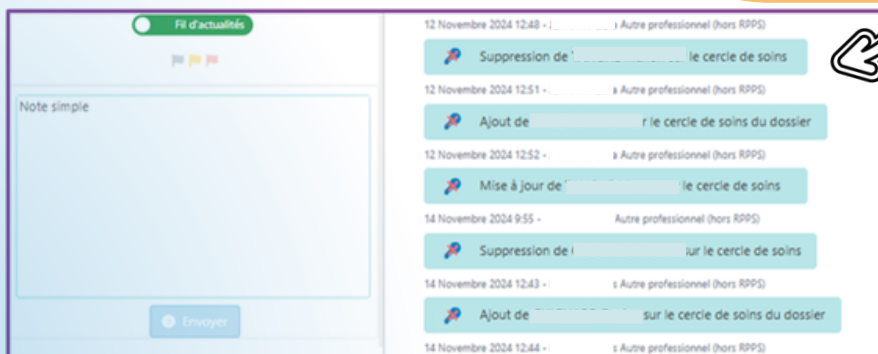 Fil d'actualités
Note simple
Envoyer
12 Novembre 2024 12:48 - Autre professionnel (hors RPPS)
Suppression de le cercle de soins
12 Novembre 2024 12:51 - Autre professionnel (hors RPPS)
Ajout de r le cercle de soins du dossier
12 Novembre 2024 12:52 - Autre professionnel (hors RPPS)
Mise à jour de le cercle de soins
14 Novembre 2024 9:55 - Autre professionnel (hors RPPS)
Suppression de sur le cercle de soins
14 Novembre 2024 12:43 - Autre professionnel (hors RPPS)
Ajout de sur le cercle de soins du dossier
14 Novembre 2024 12:44 - Autre professionnel (hors RPPS)